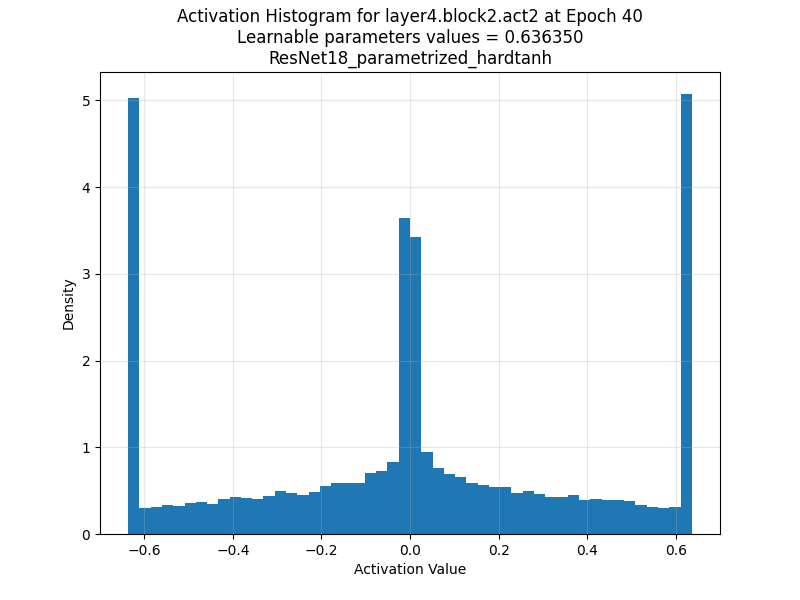 Activation Histogram for layer4.block2.act2 at Epoch 40
Learnable parameters values = 0.636350
ResNet18_parametrized_hardtanh
5
4
3
2
1
0
Density
−0.6 −0.4 −0.2 0.0 0.2 0.4 0.6
Activation Value